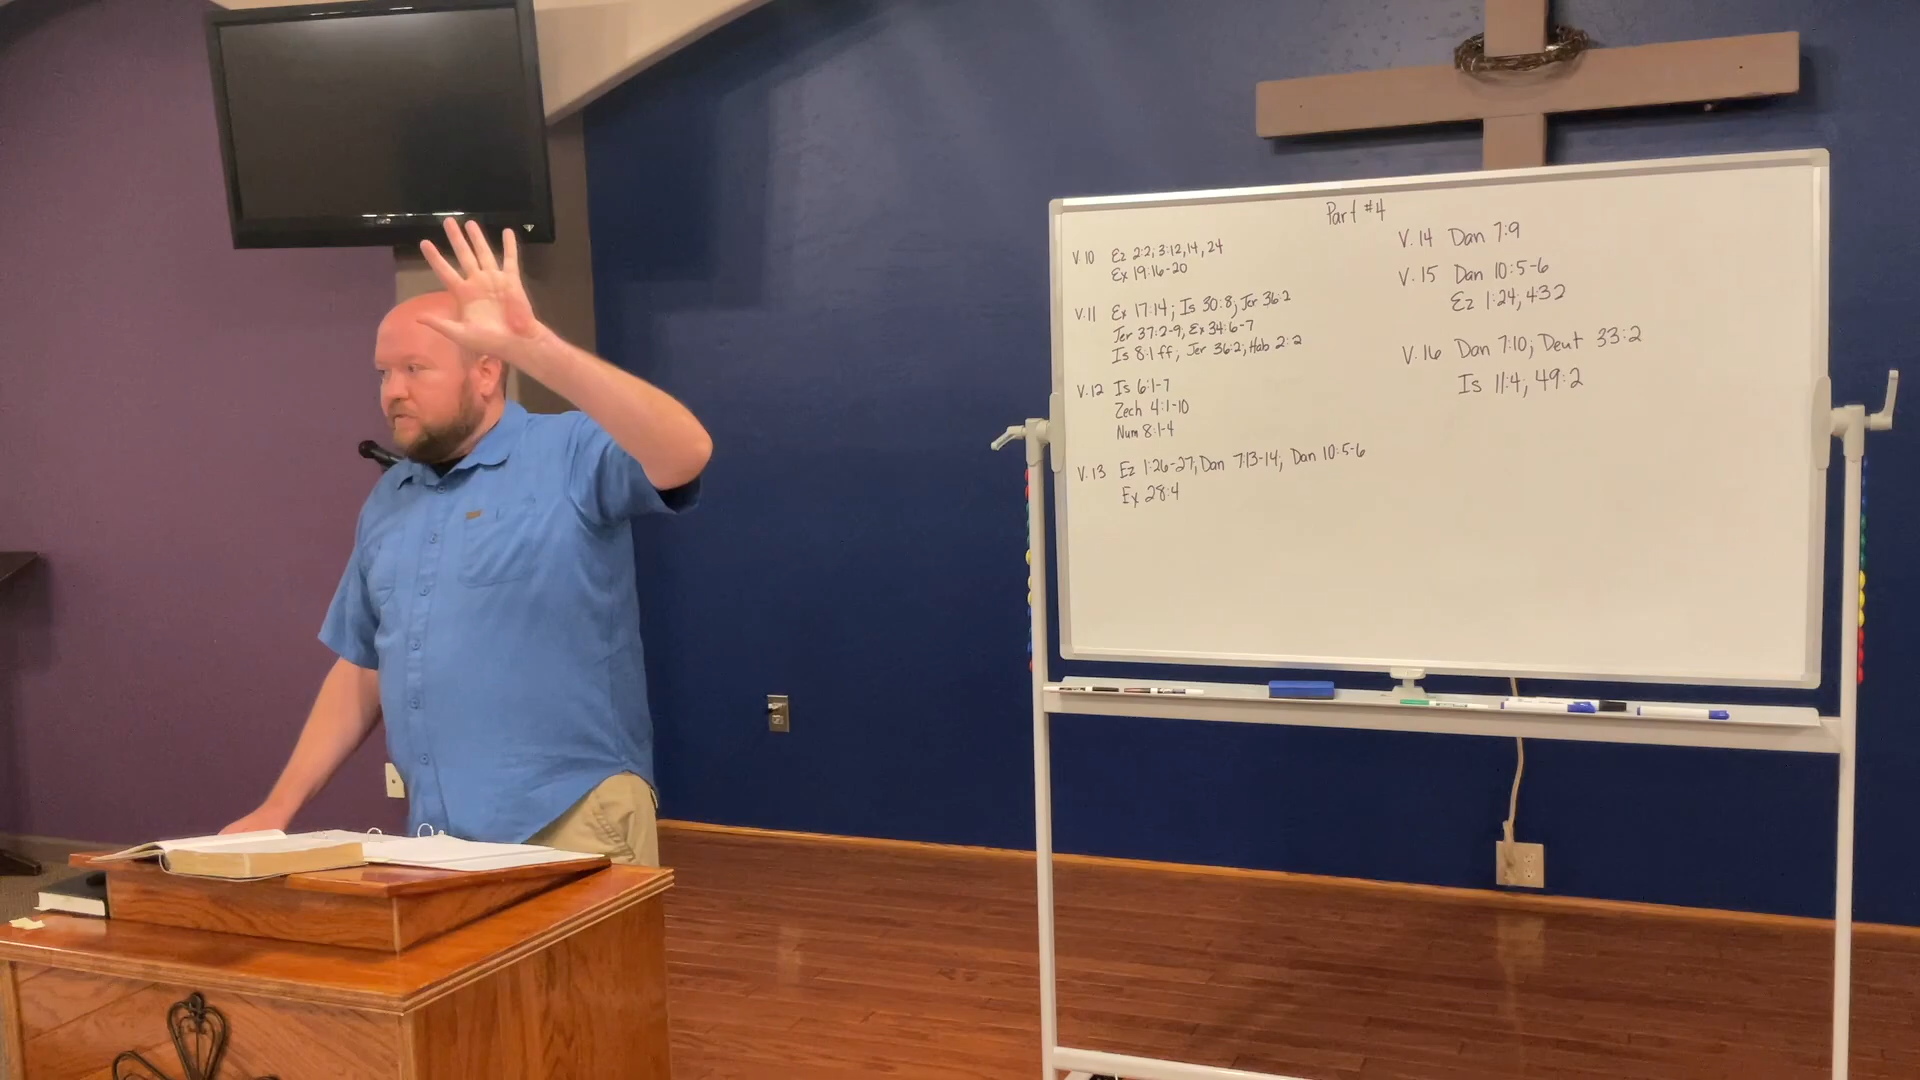 Part #4
V.10 Ez 2:2; 3:12,14,24
Ex 19:16-20
V.11 Ex 17:14; Is 30:8; Jer 36:2
Jer 37:2-9; Ex 34:6-7
Is 8:1 ff; Jer 36:2; Hab 2:2
V.12 Is 6:1-7
Zech 4:1-10
Num 8:1-4
V.13 Ez 1:26-27; Dan 7:13-14; Dan 10:5-6
Ex 28:4
V.14 Dan 7:9
V.15 Dan 10:5-6
Ez 1:24; 43:2
V.16 Dan 7:10; Deut 33:2
Is 11:4; 49:2